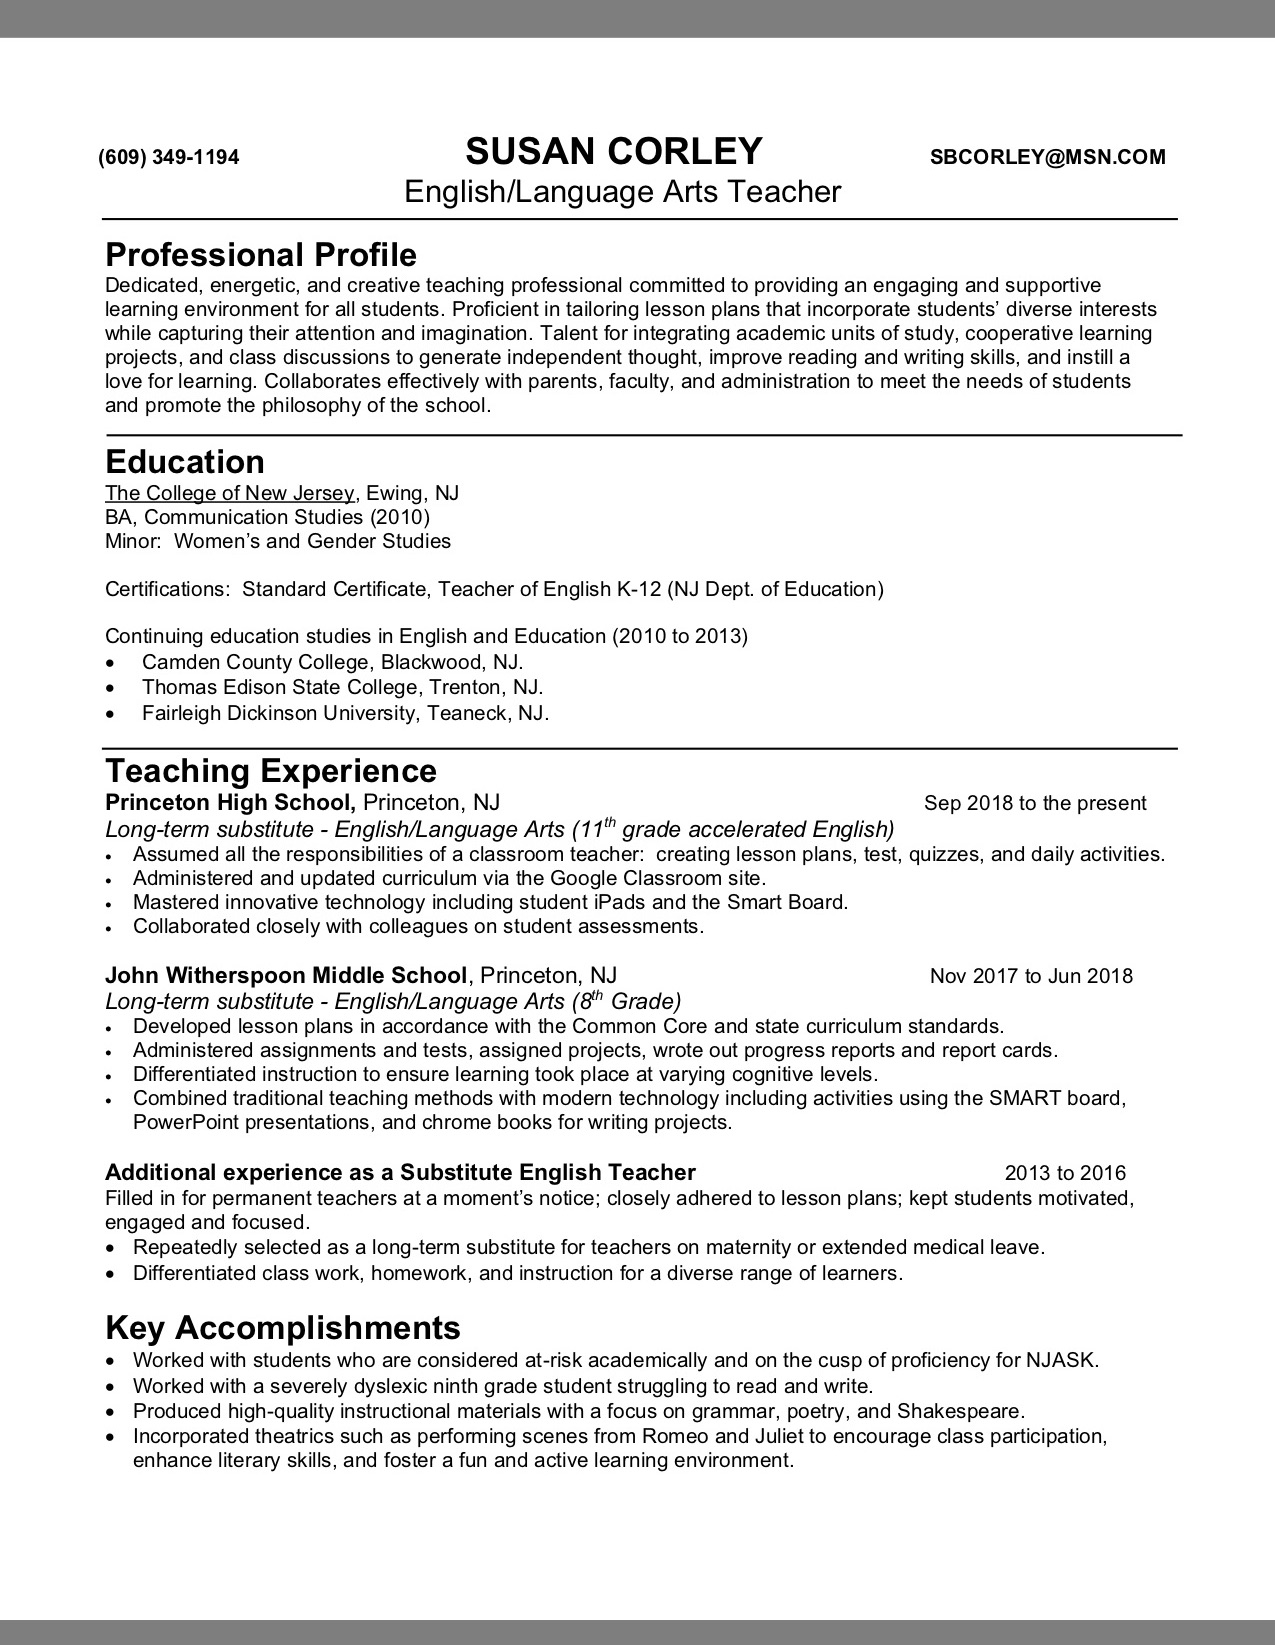 (609) 349-1194 SUSAN CORLEY SBCORLEY@MSN.COM
English/Language Arts Teacher
Professional Profile
Dedicated, energetic, and creative teaching professional committed to providing an engaging and supportive
learning environment for all students. Proficient in tailoring lesson plans that incorporate students’ diverse interests
while capturing their attention and imagination. Talent for integrating academic units of study, cooperative learning
projects, and class discussions to generate independent thought, improve reading and writing skills, and instill a
love for learning. Collaborates effectively with parents, faculty, and administration to meet the needs of students
and promote the philosophy of the school.
Education
The College of New Jersey, Ewing, NJ
BA, Communication Studies (2010)
Minor:  Women’s and Gender Studies
Certifications:  Standard Certificate, Teacher of English K-12 (NJ Dept. of Education)
Continuing education studies in English and Education (2010 to 2013)
• Camden County College, Blackwood, NJ.
• Thomas Edison State College, Trenton, NJ.
• Fairleigh Dickinson University, Teaneck, NJ.
Teaching Experience
Princeton High School, Princeton, NJ Sep 2018 to the present
Long-term substitute - English/Language Arts (11th grade accelerated English)
• Assumed all the responsibilities of a classroom teacher:  creating lesson plans, test, quizzes, and daily activities.
• Administered and updated curriculum via the Google Classroom site.
• Mastered innovative technology including student iPads and the Smart Board.
• Collaborated closely with colleagues on student assessments.
John Witherspoon Middle School, Princeton, NJ Nov 2017 to Jun 2018
Long-term substitute - English/Language Arts (8th Grade)
• Developed lesson plans in accordance with the Common Core and state curriculum standards.
• Administered assignments and tests, assigned projects, wrote out progress reports and report cards.
• Differentiated instruction to ensure learning took place at varying cognitive levels.
• Combined traditional teaching methods with modern technology including activities using the SMART board,
PowerPoint presentations, and chrome books for writing projects.
Additional experience as a Substitute English Teacher 2013 to 2016
Filled in for permanent teachers at a moment’s notice; closely adhered to lesson plans; kept students motivated,
engaged and focused.
• Repeatedly selected as a long-term substitute for teachers on maternity or extended medical leave.
• Differentiated class work, homework, and instruction for a diverse range of learners.
Key Accomplishments
• Worked with students who are considered at-risk academically and on the cusp of proficiency for NJASK.
• Worked with a severely dyslexic ninth grade student struggling to read and write.
• Produced high-quality instructional materials with a focus on grammar, poetry, and Shakespeare.
• Incorporated theatrics such as performing scenes from Romeo and Juliet to encourage class participation,
enhance literary skills, and foster a fun and active learning environment.